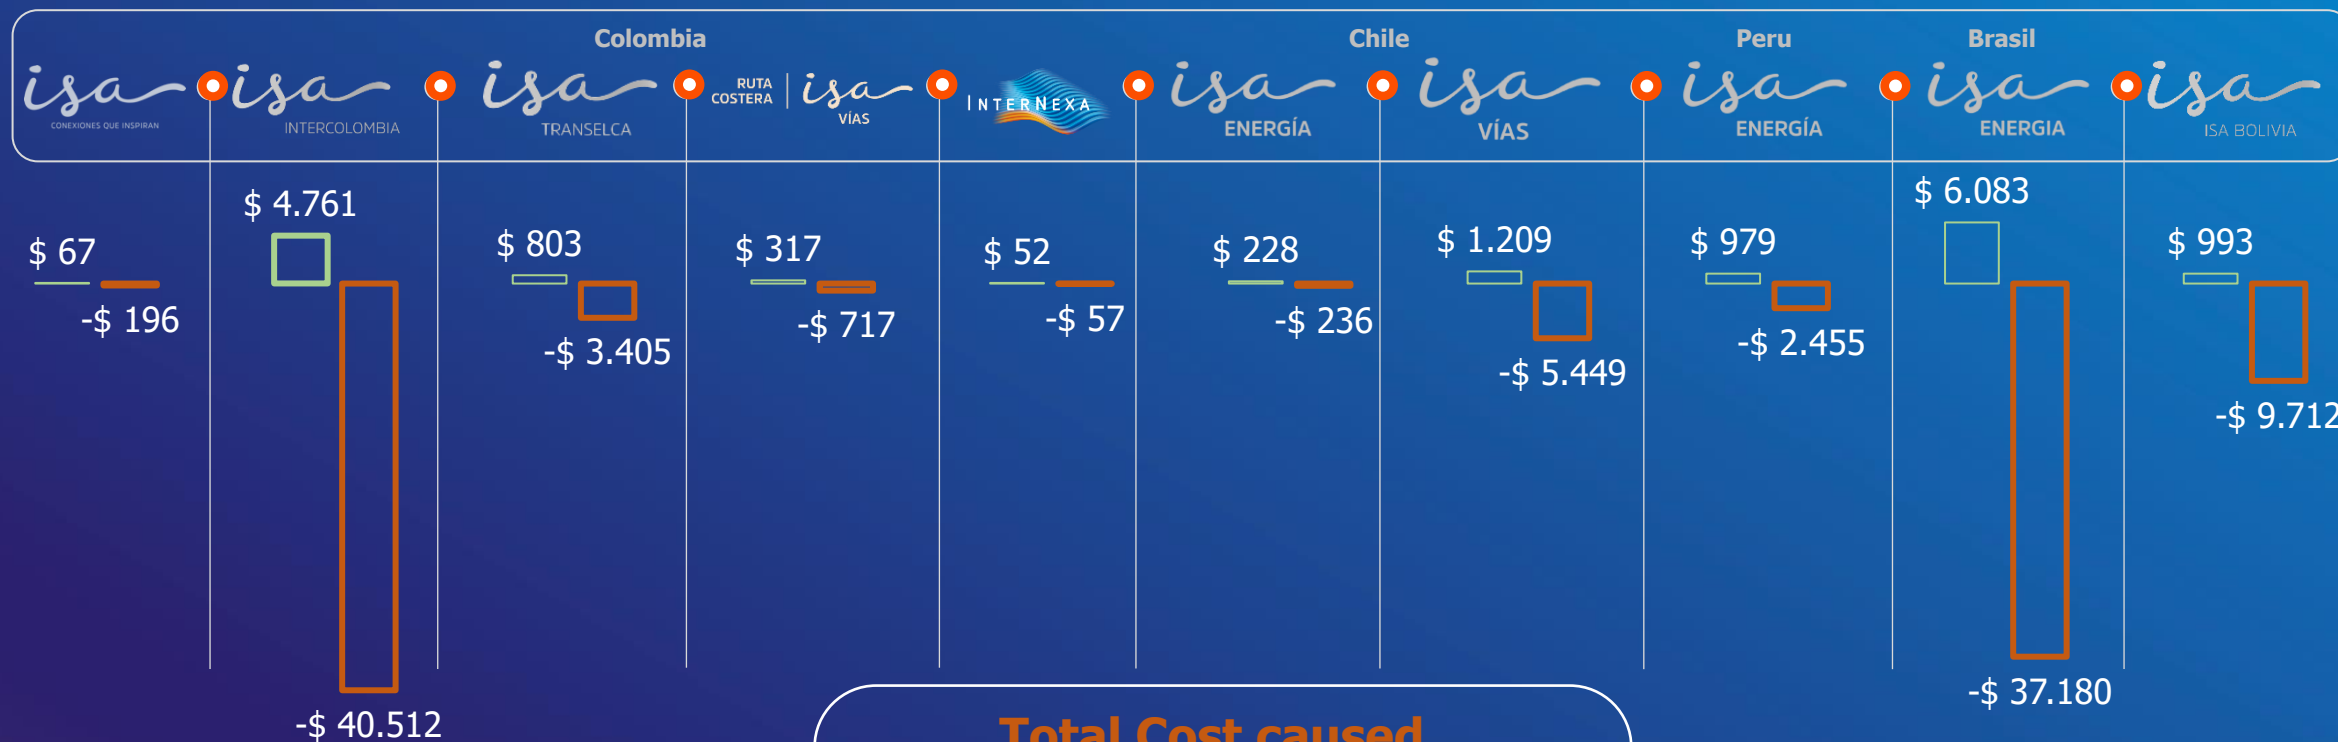 Colombia
Chile
Peru
Brasil
isa
CONEXIONES QUE INSPIRAN
isa
INTERCOLOMBIA
isa
TRANSELCA
RUTA
COSTERA
isa
VÍAS
INTERNEXA
isa
ENERGÍA
isa
VÍAS
isa
ENERGÍA
isa
ENERGIA
isa
ISA BOLIVIA
$ 67
-$ 196
$ 4.761
-$ 40.512
$ 803
-$ 3.405
$ 317
-$ 717
$ 52
-$ 57
$ 228
-$ 236
$ 1.209
-$ 5.449
$ 979
-$ 2.455
$ 6.083
-$ 37.180
$ 993
-$ 9.712
Total Cost caused